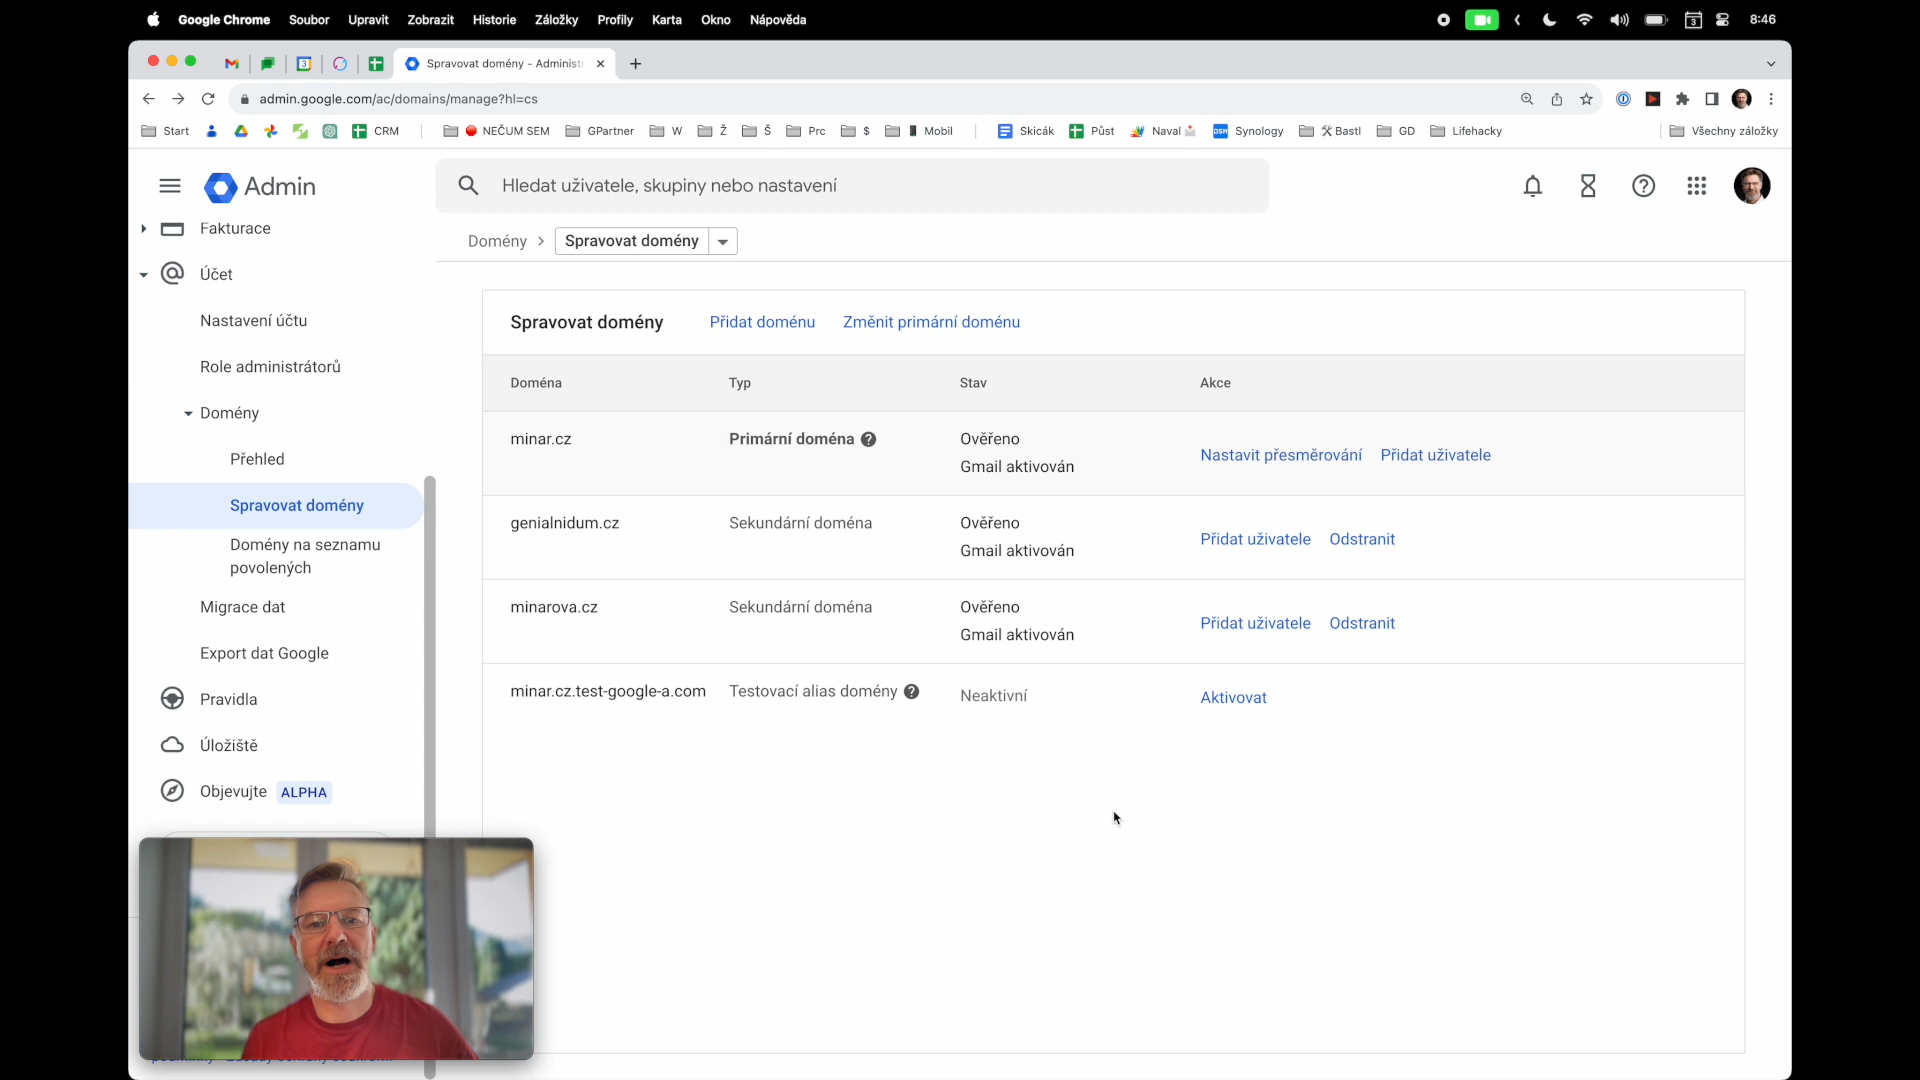 Google Chrome Soubor Upravit Zobrazit Historie Záložky Profily Karta Okno Nápověda 3 8:46
3 Spravovat domény - Administ
admin.google.com/ac/domains/manage?hl=cs
Start CRM NEČUM SEM GPartner W Ž Š Prc $ Mobil Skicák Půst Naval DSM Synology Bastl GD Lifehacky Všechny záložky
Admin
Hledat uživatele, skupiny nebo nastavení
Fakturace
Účet
Nastavení účtu
Role administrátorů
Domény
Přehled
Spravovat domény
Domény na seznamu
povolených
Migrace dat
Export dat Google
Pravidla
Úložiště
Objevujte ALPHA
Domény > Spravovat domény
Spravovat domény Přidat doménu Změnit primární doménu
Doména Typ Stav Akce
minar.cz Primární doména Ověřeno
Gmail aktivován
Nastavit přesměrování Přidat uživatele
genialnidum.cz Sekundární doména Ověřeno
Gmail aktivován
Přidat uživatele Odstranit
minarova.cz Sekundární doména Ověřeno
Gmail aktivován
Přidat uživatele Odstranit
minar.cz.test-google-a.com Testovací alias domény Neaktivní Aktivovat